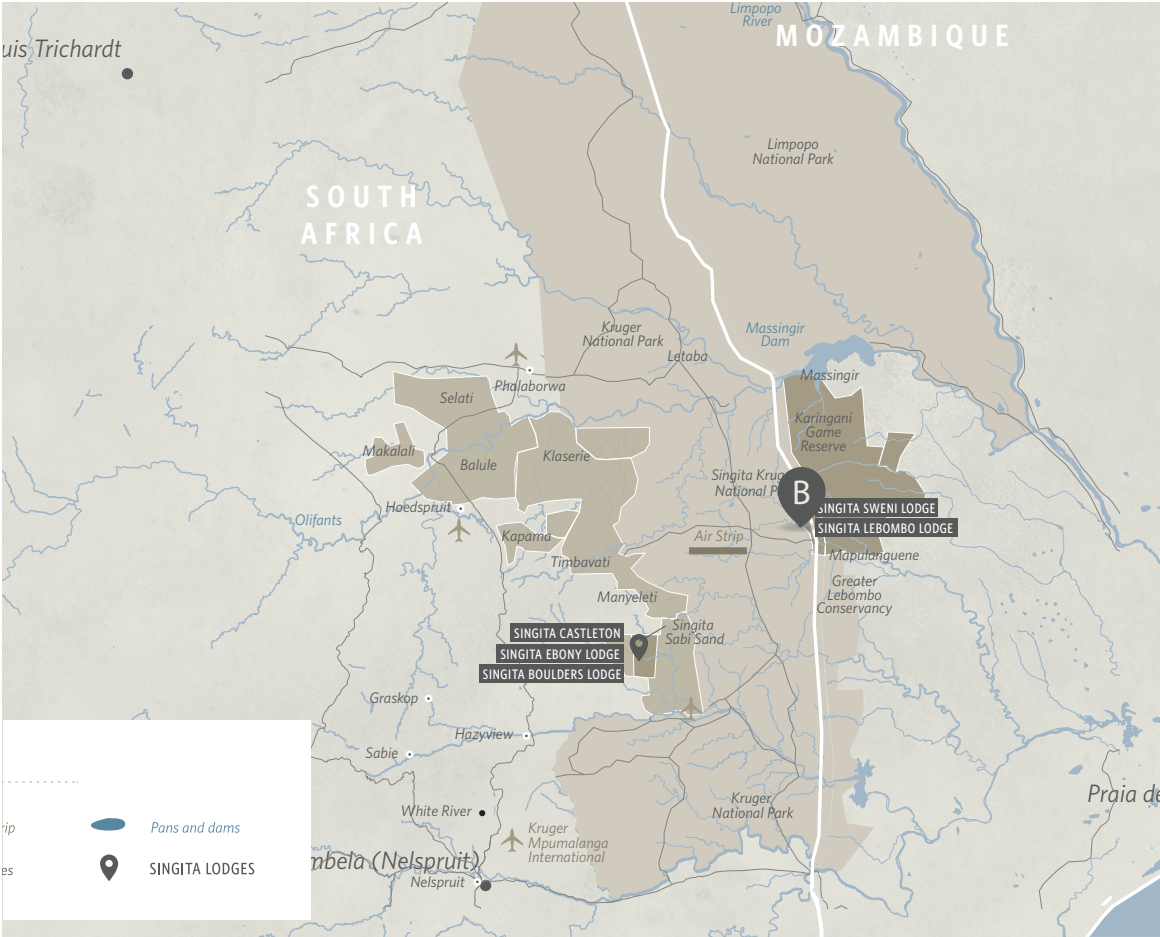 Limpopo
River
MOZAMBIQUE
uis Trichardt
Limpopo
National Park
SOUTH
AFRICA
Kruger
National Park
Massingir
Dam
Letaba
Massingir
Phalaborwa
Selati
Karingani
Game
Reserve
Makalali
Klaserie
Balule
Singita Krug
National P
B
Hoedspruit
SINGITA SWENI LODGE
Olifants
SINGITA LEBOMBO LODGE
Kapama
Air Strip
Mapulanguene
Timbavati
Greater
Lebombo
Conservancy
Manyeleti
Singita
Sabi Sand
SINGITA CASTLETON
SINGITA EBONY LODGE
SINGITA BOULDERS LODGE
Graskop
Hazyview
Sabie
Praia de
Kruger
National Park
White River
rip
Pans and dams
Kruger
Mpumalanga
International
mbela (Nelspruit)
es
SINGITA LODGES
Nelspruit